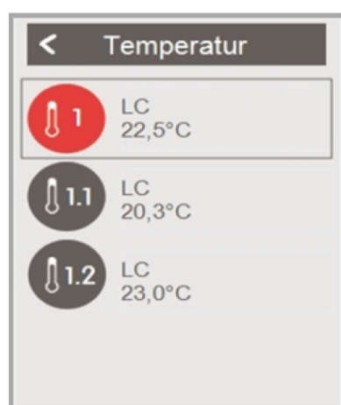 < Temperatur
1 LC
22,5°C
1.1 LC
20,3°C
1.2 LC
23,0°C